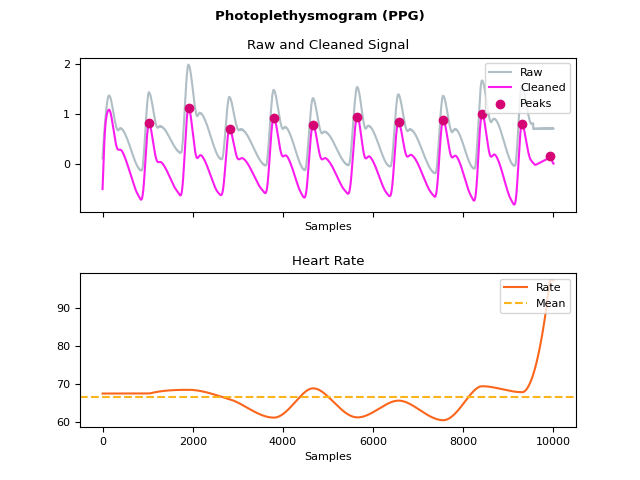 Photoplethysmogram (PPG)
Raw and Cleaned Signal
2
1
0
Raw
Cleaned
Peaks
Samples
Heart Rate
90
80
70
60
Rate
Mean
0
2000
4000
6000
8000
10000
Samples